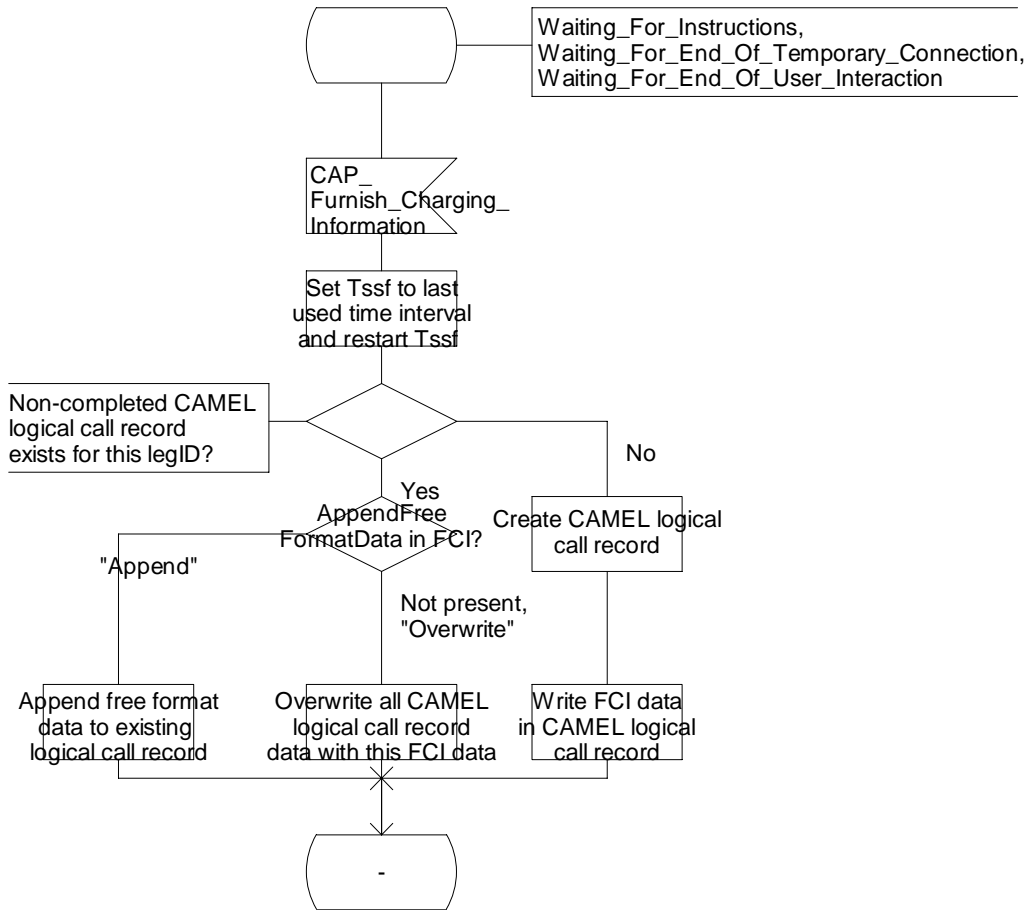 Waiting_For_Instructions,
Waiting_For_End_Of_Temporary_Connection,
Waiting_For_End_Of_User_Interaction
CAP_
Furnish_Charging_
Information
Set Tssf to last
used time interval
and restart Tssf
Non-completed CAMEL
logical call record
exists for this legID?
No
Yes
AppendFree
FormatData in FCI?
Create CAMEL logical
call record
"Append"
Not present,
"Overwrite"
Append free format
data to existing
logical call record
Overwrite all CAMEL
logical call record
data with this FCI data
Write FCI data
in CAMEL logical
call record
-